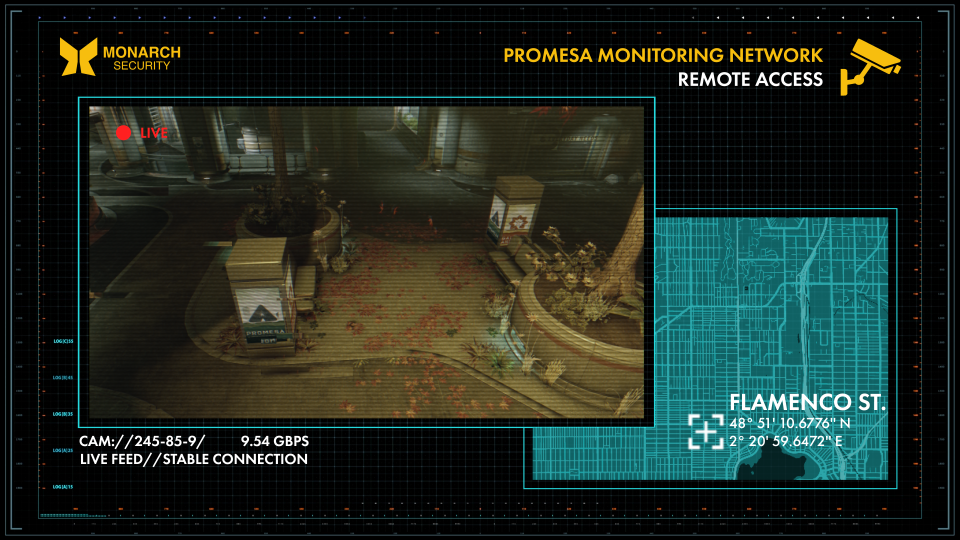 MONARCH
SECURITY
PROMESA MONITORING NETWORK
REMOTE ACCESS
LIVE
PROMESA
FLAMENCO ST.
48° 51' 10.6776" N
2° 20' 59.6472" E
CAM://245-85-9/ 9.54 GBPS
LIVE FEED//STABLE CONNECTION